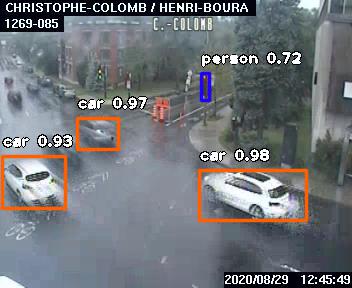 CHRISTOPHE-COLOMB / HENRI-BOURA
1269-085
-C.-COLOMB
person 0.72
car 0.97
car 0.93
car 0.98
2020/08/29 12:45:49